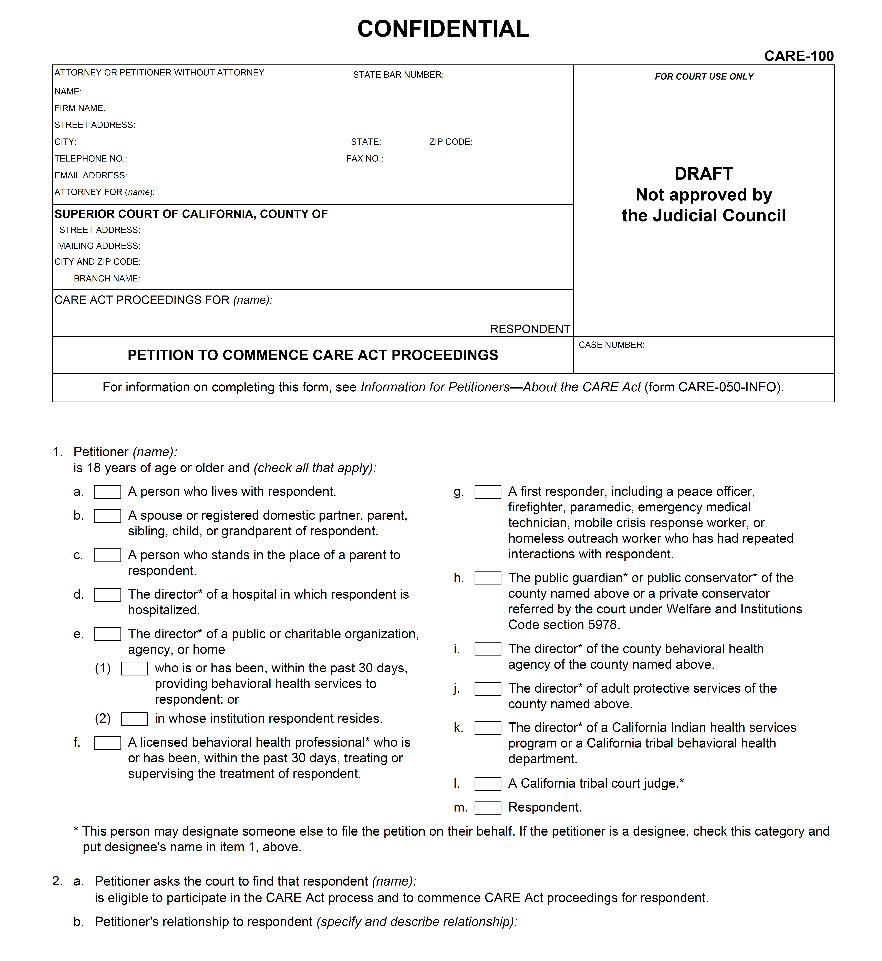 CONFIDENTIAL
CARE-100
ATTORNEY OR PETITIONER WITHOUT ATTORNEY STATE BAR NUMBER:
NAME:
FIRM NAME:
STREET ADDRESS:
CITY: STATE: ZIP CODE:
TELEPHONE NO.: FAX NO.:
EMAIL ADDRESS:
ATTORNEY FOR (name):
FOR COURT USE ONLY
DRAFT
Not approved by
the Judicial Council
SUPERIOR COURT OF CALIFORNIA, COUNTY OF
STREET ADDRESS:
MAILING ADDRESS:
CITY AND ZIP CODE:
BRANCH NAME:
CARE ACT PROCEEDINGS FOR (name):
RESPONDENT
PETITION TO COMMENCE CARE ACT PROCEEDINGS
CASE NUMBER:
For information on completing this form, see Information for Petitioners—About the CARE Act (form CARE-050-INFO).
1. Petitioner (name):
is 18 years of age or older and (check all that apply):
a. A person who lives with respondent.
b. A spouse or registered domestic partner, parent,
sibling, child, or grandparent of respondent.
c. A person who stands in the place of a parent to
respondent.
d. The director* of a hospital in which respondent is
hospitalized.
e. The director* of a public or charitable organization,
agency, or home
(1) who is or has been, within the past 30 days,
providing behavioral health services to
respondent; or
(2) in whose institution respondent resides.
f. A licensed behavioral health professional* who is
or has been, within the past 30 days, treating or
supervising the treatment of respondent.
g. A first responder, including a peace officer,
firefighter, paramedic, emergency medical
technician, mobile crisis response worker, or
homeless outreach worker who has had repeated
interactions with respondent.
h. The public guardian* or public conservator* of the
county named above or a private conservator
referred by the court under Welfare and Institutions
Code section 5978.
i. The director* of the county behavioral health
agency of the county named above.
j. The director* of adult protective services of the
county named above.
k. The director* of a California Indian health services
program or a California tribal behavioral health
department.
l. A California tribal court judge.*
m. Respondent.
* This person may designate someone else to file the petition on their behalf. If the petitioner is a designee, check this category and
put designee's name in item 1, above.
2. a. Petitioner asks the court to find that respondent (name):
is eligible to participate in the CARE Act process and to commence CARE Act proceedings for respondent.
b. Petitioner's relationship to respondent (specify and describe relationship):